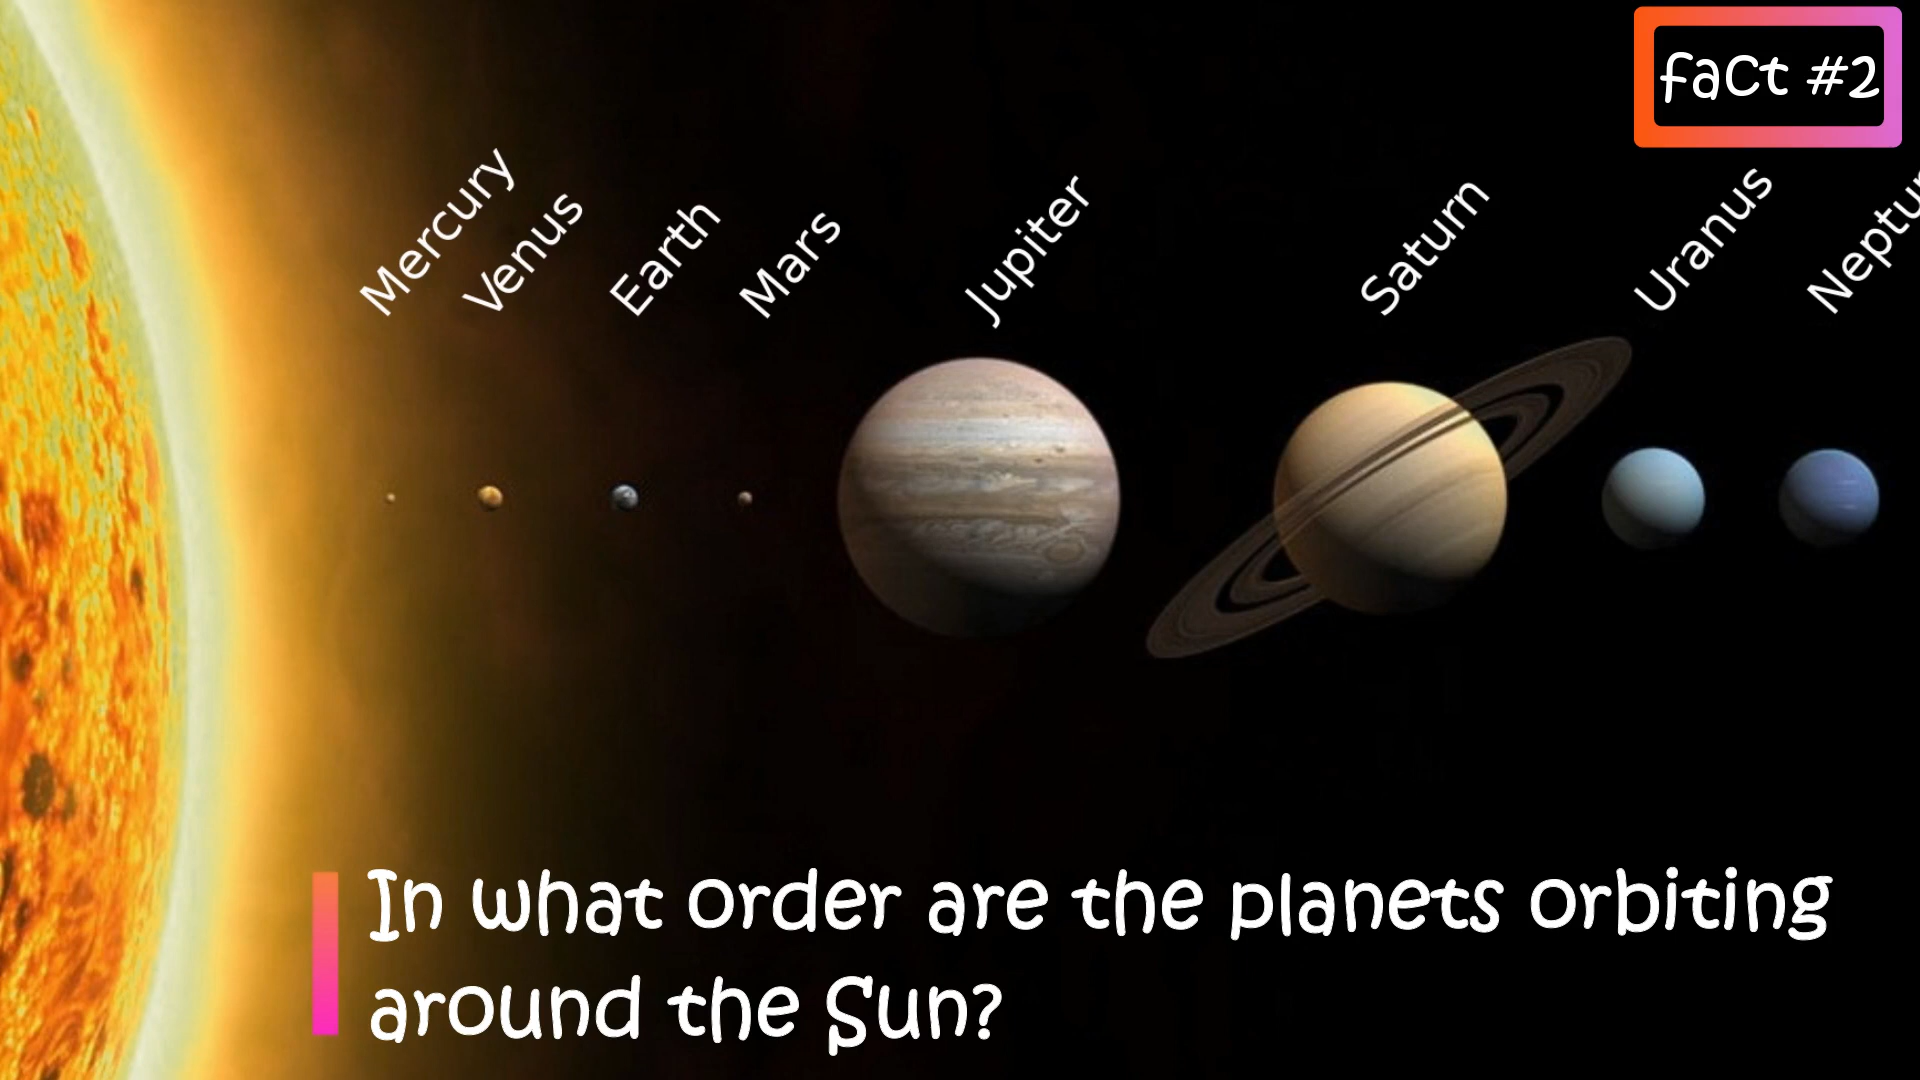 faCt #2
Mercury
Venus
Earth
Mars
Jupiter
Saturn
Uranus
In what order are the planets orbiting
around the Sun?